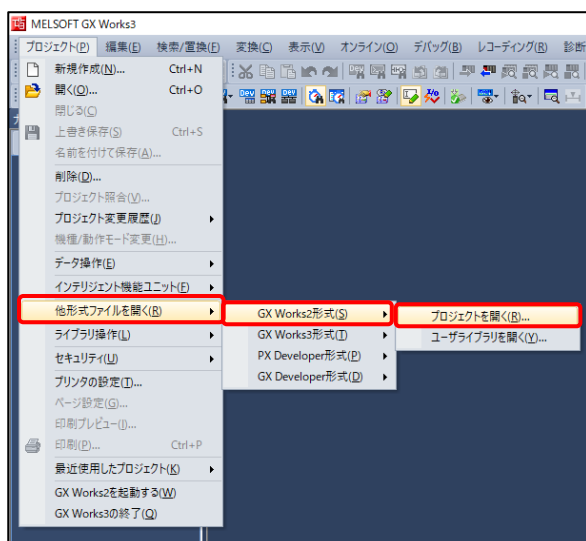 MELSOFT GX Works3
プロジェクト(P) 編集(E) 検索/置換(F) 変換(C) 表示(V) オンライン(O) デバッグ(B) レコーディング(R) 診断
新規作成(N)... Ctrl+N
開く(O)... Ctrl+O
閉じる(C)
上書き保存(S) Ctrl+S
名前を付けて保存(A)...
削除(D)...
プロジェクト照合(V)...
プロジェクト変更履歴(J)
機種/動作モード変更(H)...
データ操作(E)
インテリジェント機能ユニット(F)
他形式ファイルを開く(R) GX Works2形式(S) プロジェクトを開く(R)...
ライブラリ操作(L) GX Works3形式(T) ユーザライブラリを開く(Y)...
セキュリティ(U) PX Developer形式(P)
プリンタの設定(T)... GX Developer形式(D)
ページ設定(G)...
印刷プレビュー(I)...
印刷(P)... Ctrl+P
最近使用したプロジェクト(K)
GX Works2を起動する(W)
GX Works3の終了(Q)